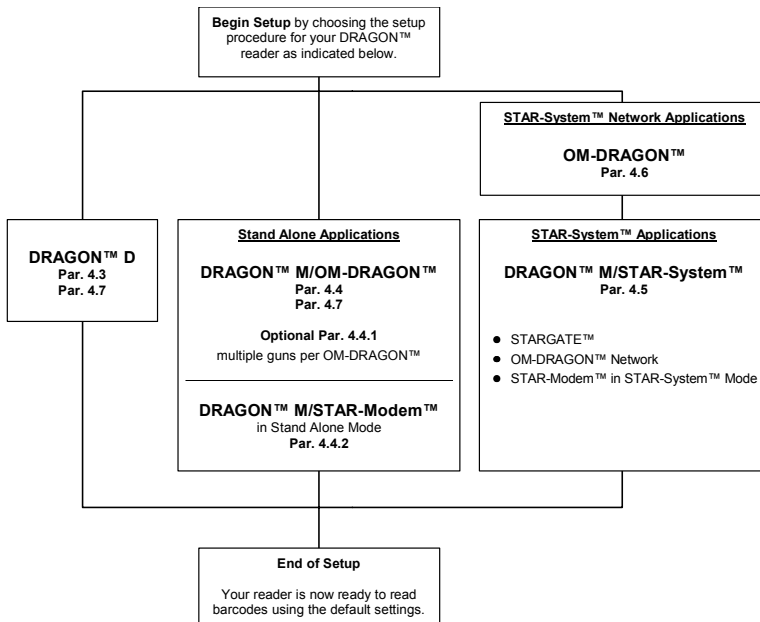 Begin Setup by choosing the setup
procedure for your DRAGON™
reader as indicated below.
STAR-System™ Network Applications
OM-DRAGON™
Par. 4.6
DRAGON™ D
Par. 4.3
Par. 4.7
Stand Alone Applications
DRAGON™ M/OM-DRAGON™
Par. 4.4
Par. 4.7
Optional Par. 4.4.1
multiple guns per OM-DRAGON™
DRAGON™ M/STAR-Modem™
in Stand Alone Mode
Par. 4.4.2
STAR-System™ Applications
DRAGON™ M/STAR-System™
Par. 4.5
● STARGATE™
● OM-DRAGON™ Network
● STAR-Modem™ in STAR-System™ Mode
End of Setup
Your reader is now ready to read
barcodes using the default settings.